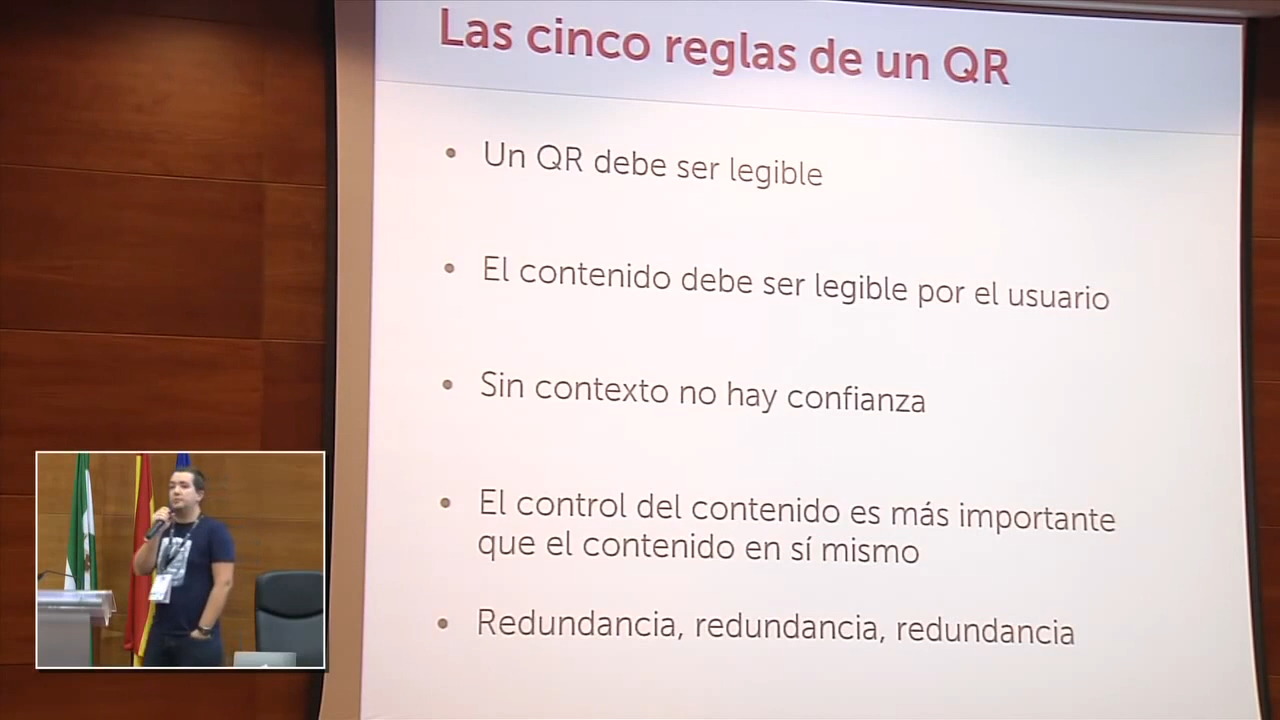 Las cinco reglas de un QR
• Un QR debe ser legible
• El contenido debe ser legible por el usuario
• Sin contexto no hay confianza
• El control del contenido es más importante
que el contenido en sí mismo
• Redundancia, redundancia, redundancia